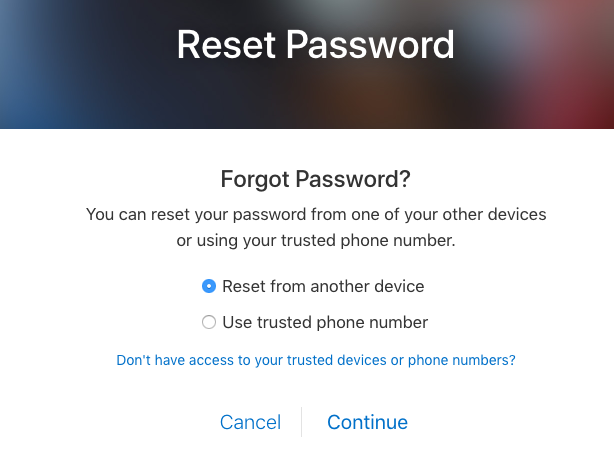 Reset Password
Forgot Password?
You can reset your password from one of your other devices
or using your trusted phone number.
Reset from another device
Use trusted phone number
Don't have access to your trusted devices or phone numbers?
Cancel
Continue